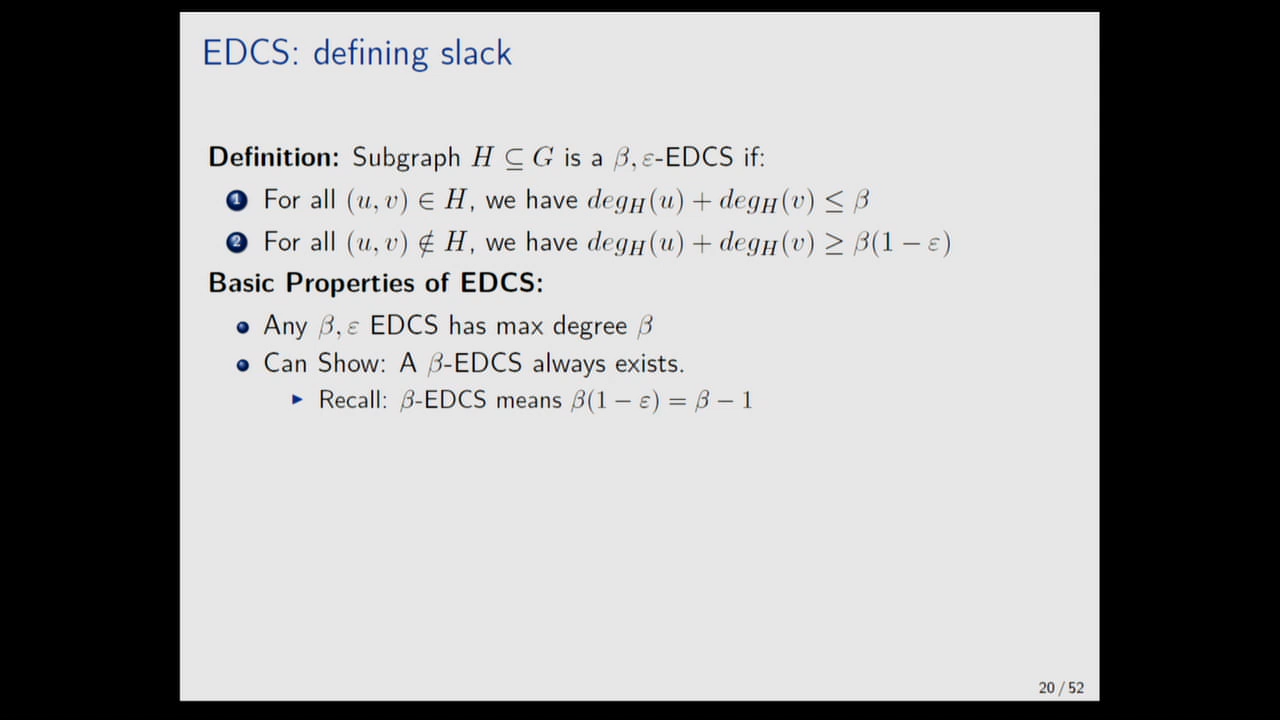 EDCS: defining slack
Definition: Subgraph H ⊆ G is a β, ε-EDCS if:
1 For all (u, v) ∈ H, we have deg_H(u) + deg_H(v) ≤ β
2 For all (u, v) ∉ H, we have deg_H(u) + deg_H(v) ≥ β(1 − ε)
Basic Properties of EDCS:
Any β, ε EDCS has max degree β
Can Show: A β-EDCS always exists.
Recall: β-EDCS means β(1 − ε) = β − 1
20 / 52